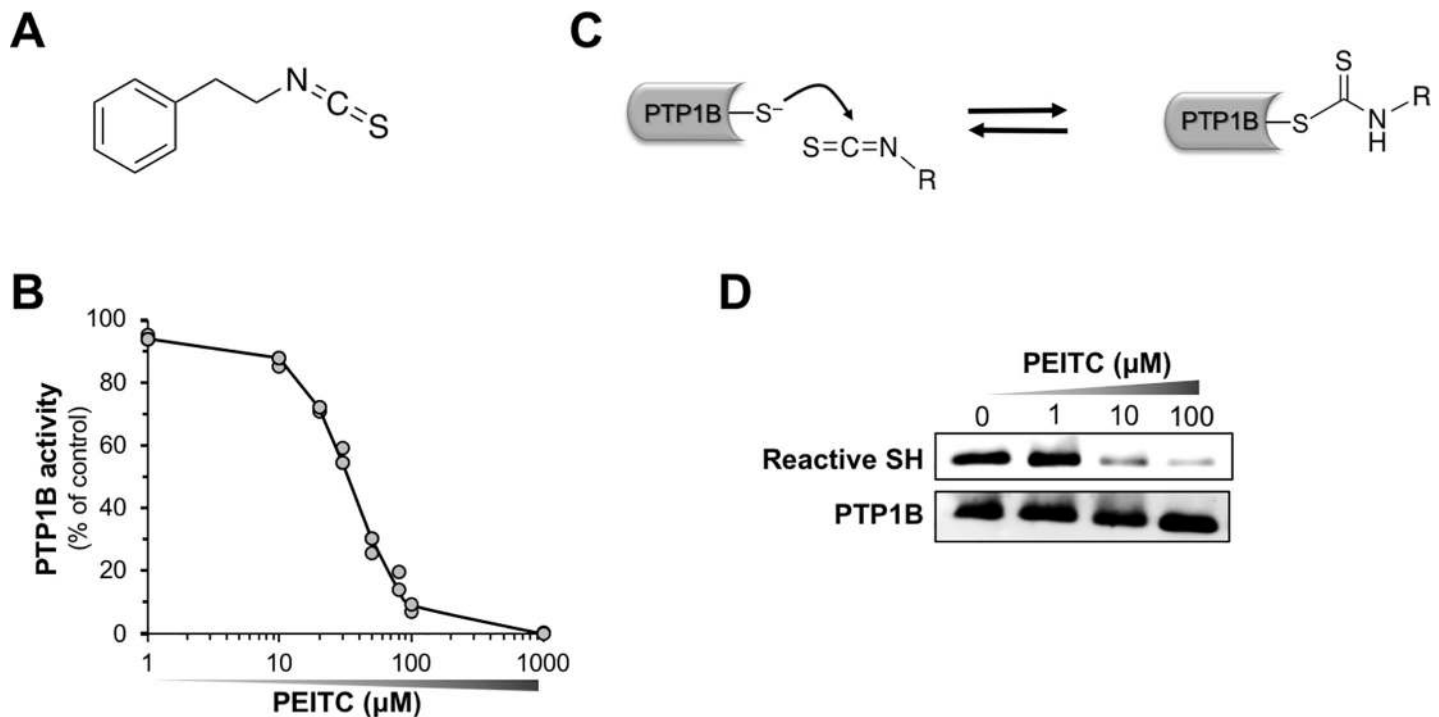 A
N
C
S
C
PTP1B
S–
S=C=N
R
S
PTP1B
S
N
H
R
B
PTP1B activity
(% of control)
100
80
60
40
20
0
1 10 100 1000
PEITC (µM)
D
PEITC (µM)
0 1 10 100
Reactive SH
PTP1B